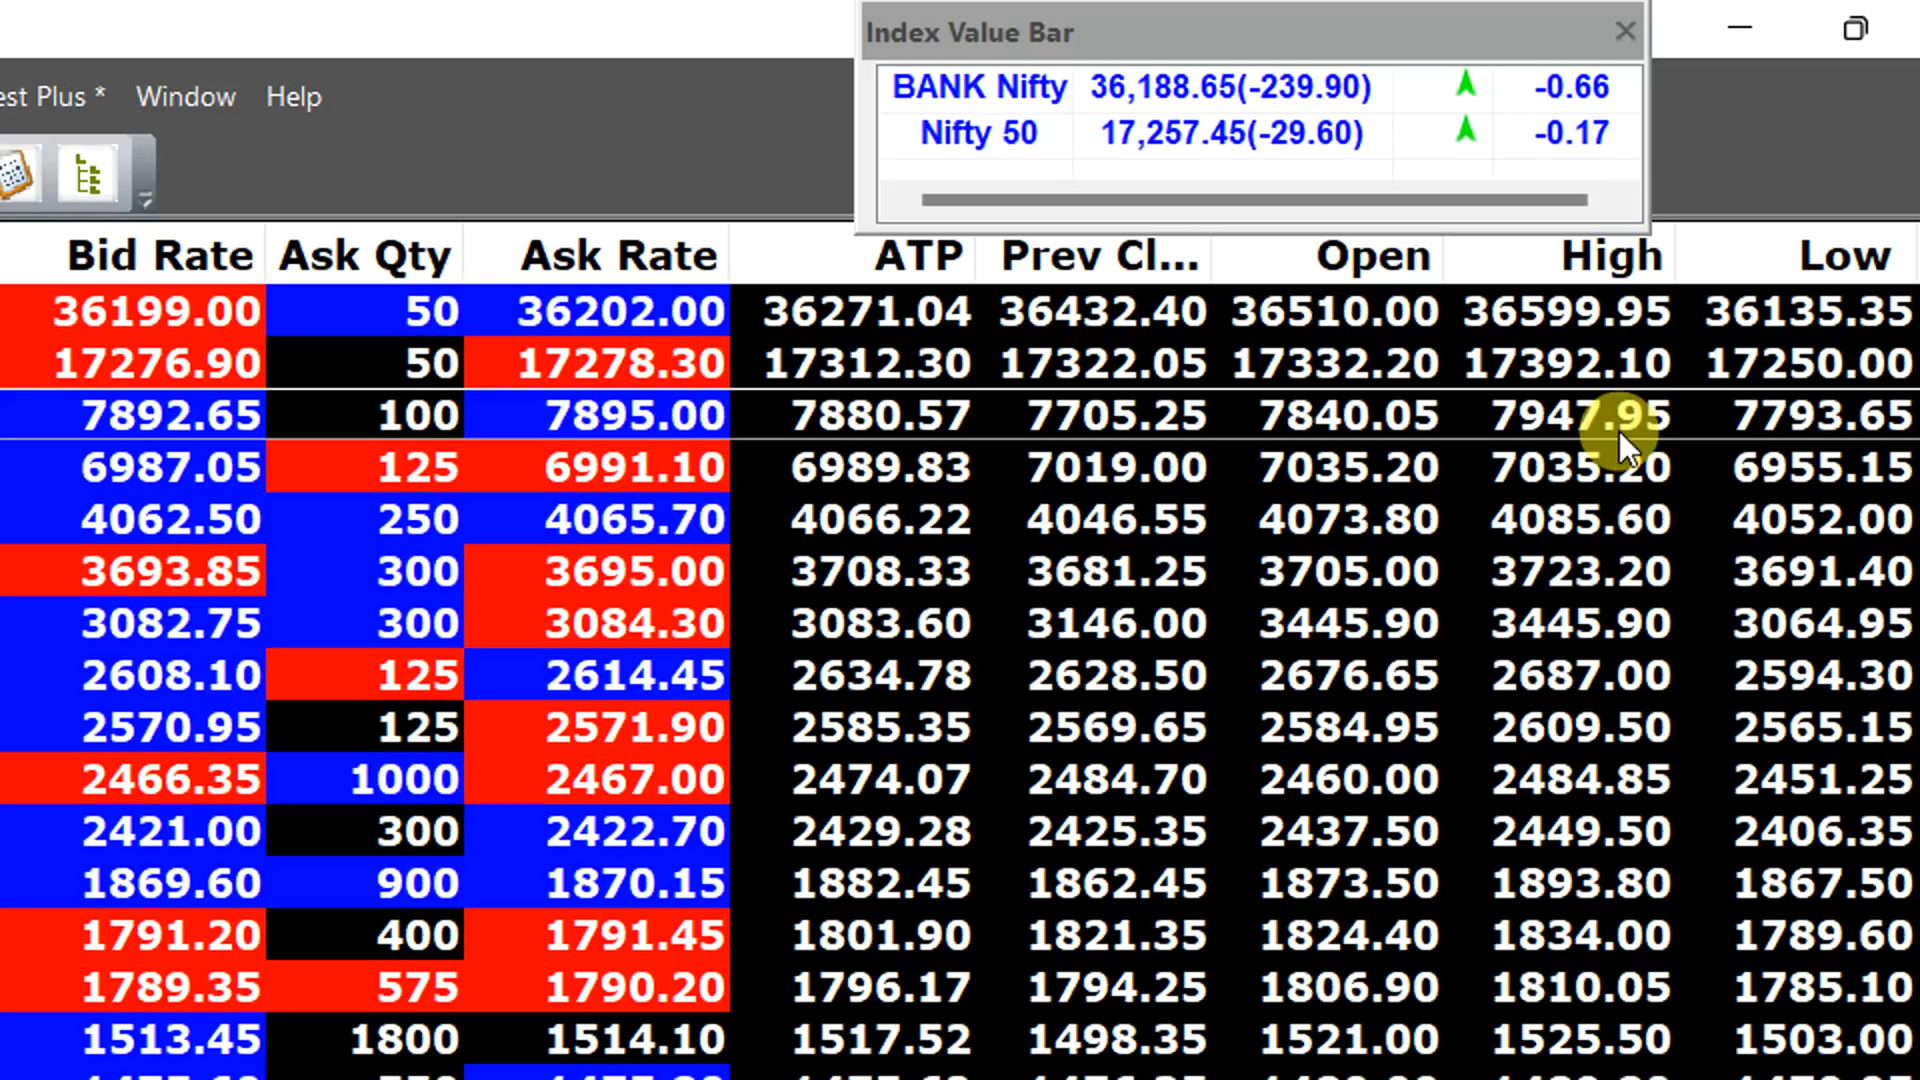 Index Value Bar
BANK Nifty 36,188.65(-239.90) -0.66
Nifty 50 17,257.45(-29.60) -0.17
est Plus * Window Help
Bid Rate Ask Qty Ask Rate ATP Prev Cl... Open High Low
36199.00 50 36202.00 36271.04 36432.40 36510.00 36599.95 36135.35
17276.90 50 17278.30 17312.30 17322.05 17332.20 17392.10 17250.00
7892.65 100 7895.00 7880.57 7705.25 7840.05 7947.95 7793.65
6987.05 125 6991.10 6989.83 7019.00 7035.20 7035.20 6955.15
4062.50 250 4065.70 4066.22 4046.55 4073.80 4085.60 4052.00
3693.85 300 3695.00 3708.33 3681.25 3705.00 3723.20 3691.40
3082.75 300 3084.30 3083.60 3146.00 3445.90 3445.90 3064.95
2608.10 125 2614.45 2634.78 2628.50 2676.65 2687.00 2594.30
2570.95 125 2571.90 2585.35 2569.65 2584.95 2609.50 2565.15
2466.35 1000 2467.00 2474.07 2484.70 2460.00 2484.85 2451.25
2421.00 300 2422.70 2429.28 2425.35 2437.50 2449.50 2406.35
1869.60 900 1870.15 1882.45 1862.45 1873.50 1893.80 1867.50
1791.20 400 1791.45 1801.90 1821.35 1824.40 1834.00 1789.60
1789.35 575 1790.20 1796.17 1794.25 1806.90 1810.05 1785.10
1513.45 1800 1514.10 1517.52 1498.35 1521.00 1525.50 1503.00